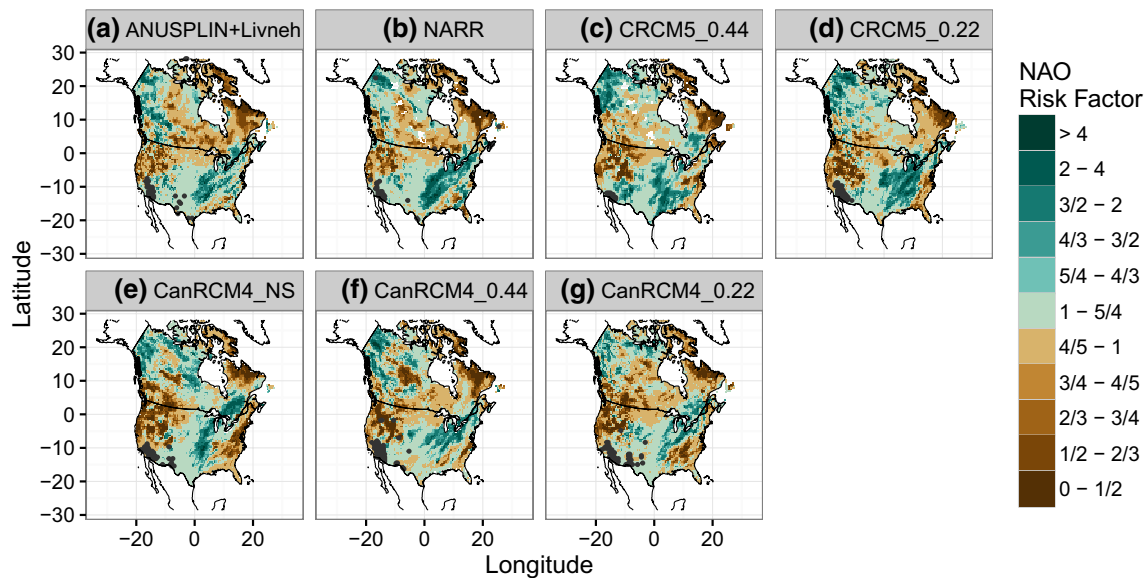 (a) ANUSPLIN+Livneh
(b) NARR
(c) CRCM5_0.44
(d) CRCM5_0.22
30
20
10
0
−10
−20
−30
(e) CanRCM4_NS
(f) CanRCM4_0.44
(g) CanRCM4_0.22
30
20
10
0
−10
−20
−30
−20 0 20
−20 0 20
−20 0 20
Latitude
Longitude
NAO
Risk Factor
> 4
2 − 4
3/2 − 2
4/3 − 3/2
5/4 − 4/3
1 − 5/4
4/5 − 1
3/4 − 4/5
2/3 − 3/4
1/2 − 2/3
0 − 1/2